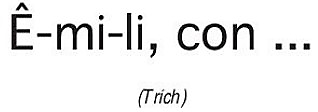 Ê-mi-li, con ...
(Trích)